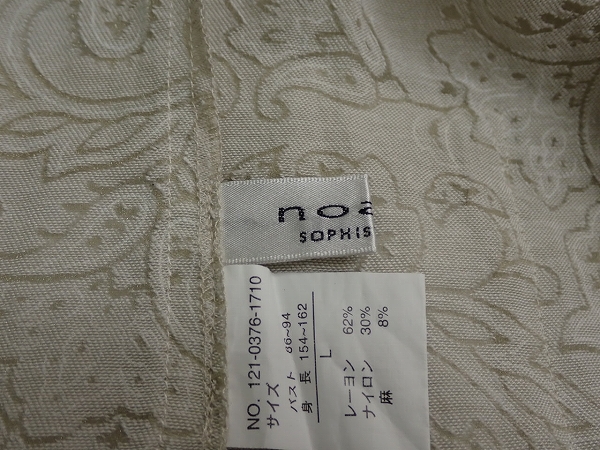 SOPHIS
NO. 121-0376-1710
サイズ
バスト 86~94
身長 154~162
L
レーヨン 62%
ナイロン 30%
麻 8%